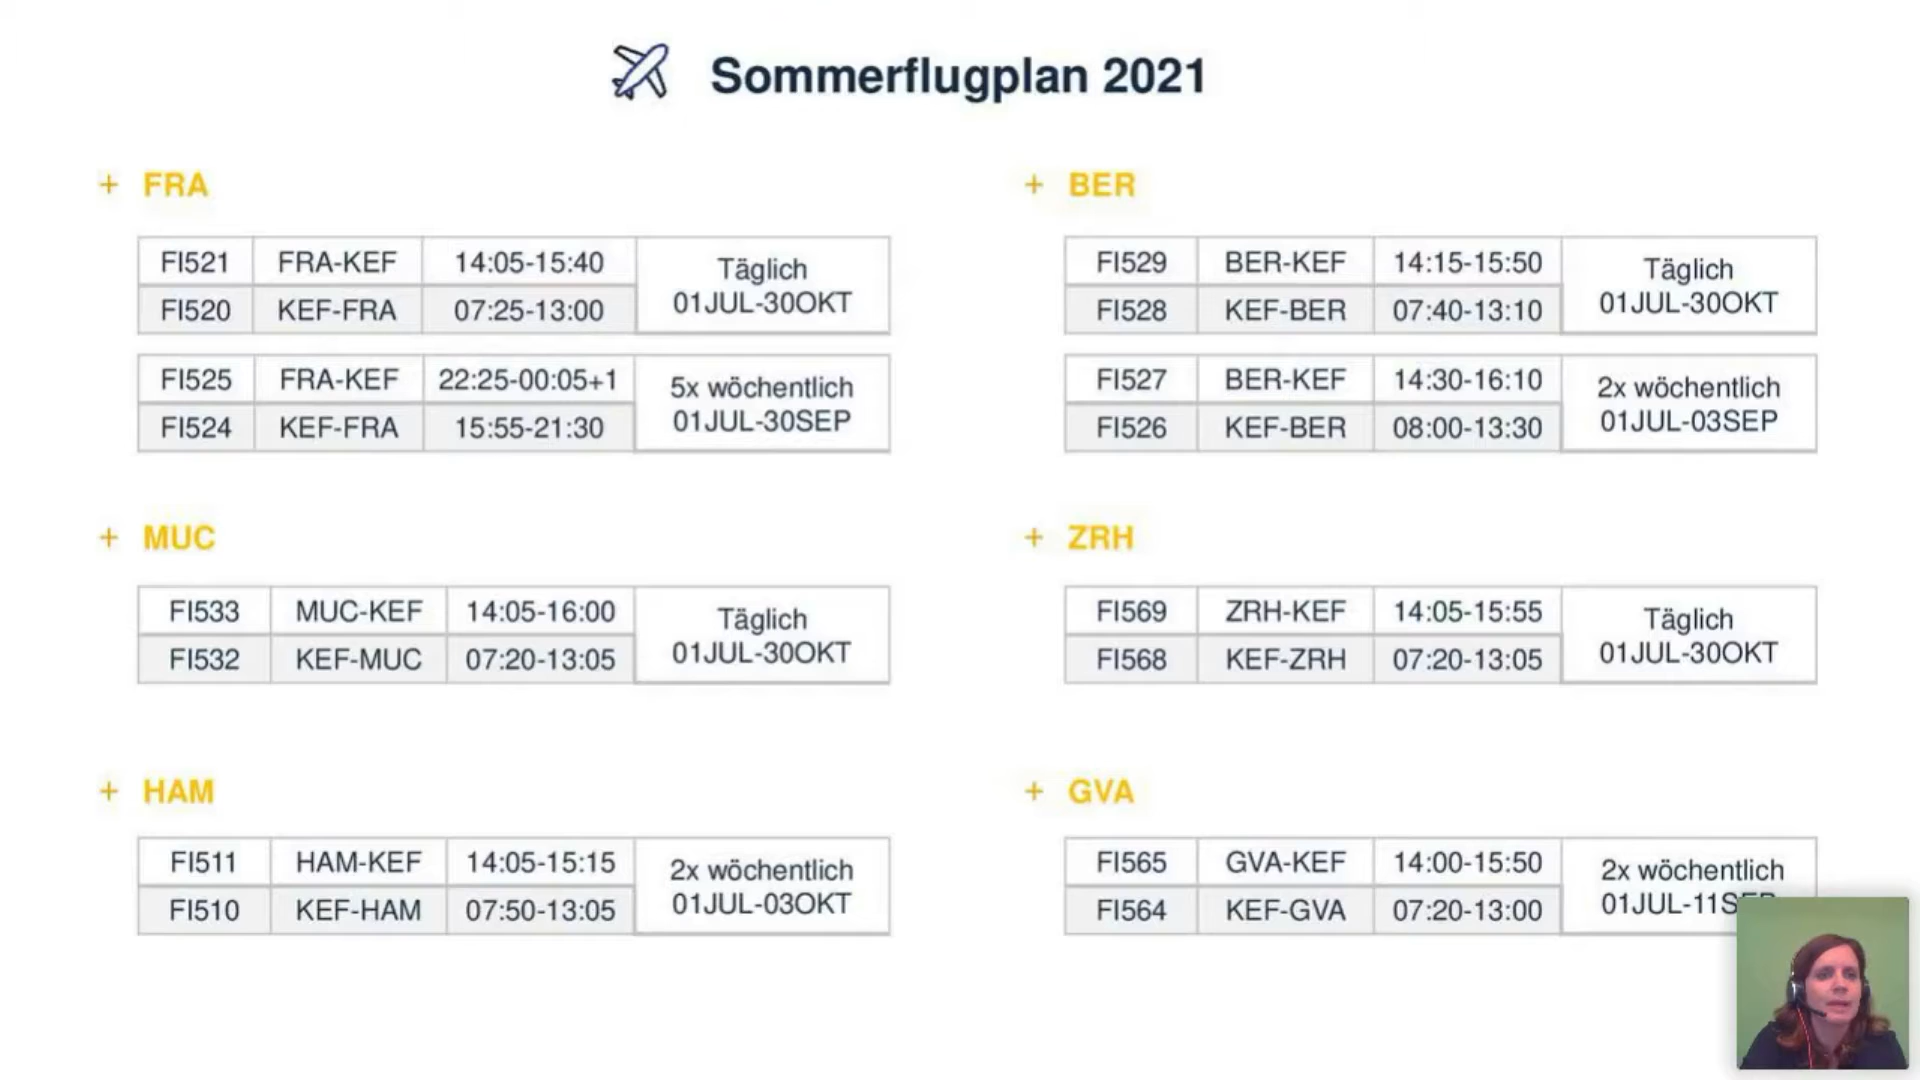 Sommerflugplan 2021
+ FRA
FI521 FRA-KEF 14:05-15:40
FI520 KEF-FRA 07:25-13:00
Täglich
01JUL-30OKT
FI525 FRA-KEF 22:25-00:05+1
FI524 KEF-FRA 15:55-21:30
5x wöchentlich
01JUL-30SEP
+ BER
FI529 BER-KEF 14:15-15:50
FI528 KEF-BER 07:40-13:10
Täglich
01JUL-30OKT
FI527 BER-KEF 14:30-16:10
FI526 KEF-BER 08:00-13:30
2x wöchentlich
01JUL-03SEP
+ MUC
FI533 MUC-KEF 14:05-16:00
FI532 KEF-MUC 07:20-13:05
Täglich
01JUL-30OKT
+ ZRH
FI569 ZRH-KEF 14:05-15:55
FI568 KEF-ZRH 07:20-13:05
Täglich
01JUL-30OKT
+ HAM
FI511 HAM-KEF 14:05-15:15
FI510 KEF-HAM 07:50-13:05
2x wöchentlich
01JUL-03OKT
+ GVA
FI565 GVA-KEF 14:00-15:50
FI564 KEF-GVA 07:20-13:00
2x wöchentlich
01JUL-11SEP